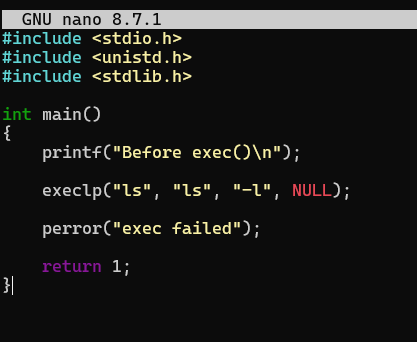 GNU nano 8.7.1
#include <stdio.h>
#include <unistd.h>
#include <stdlib.h>
int main()
{
    printf("Before exec()\n");
    execlp("ls", "ls", "-l", NULL);
    perror("exec failed");
    return 1;
}